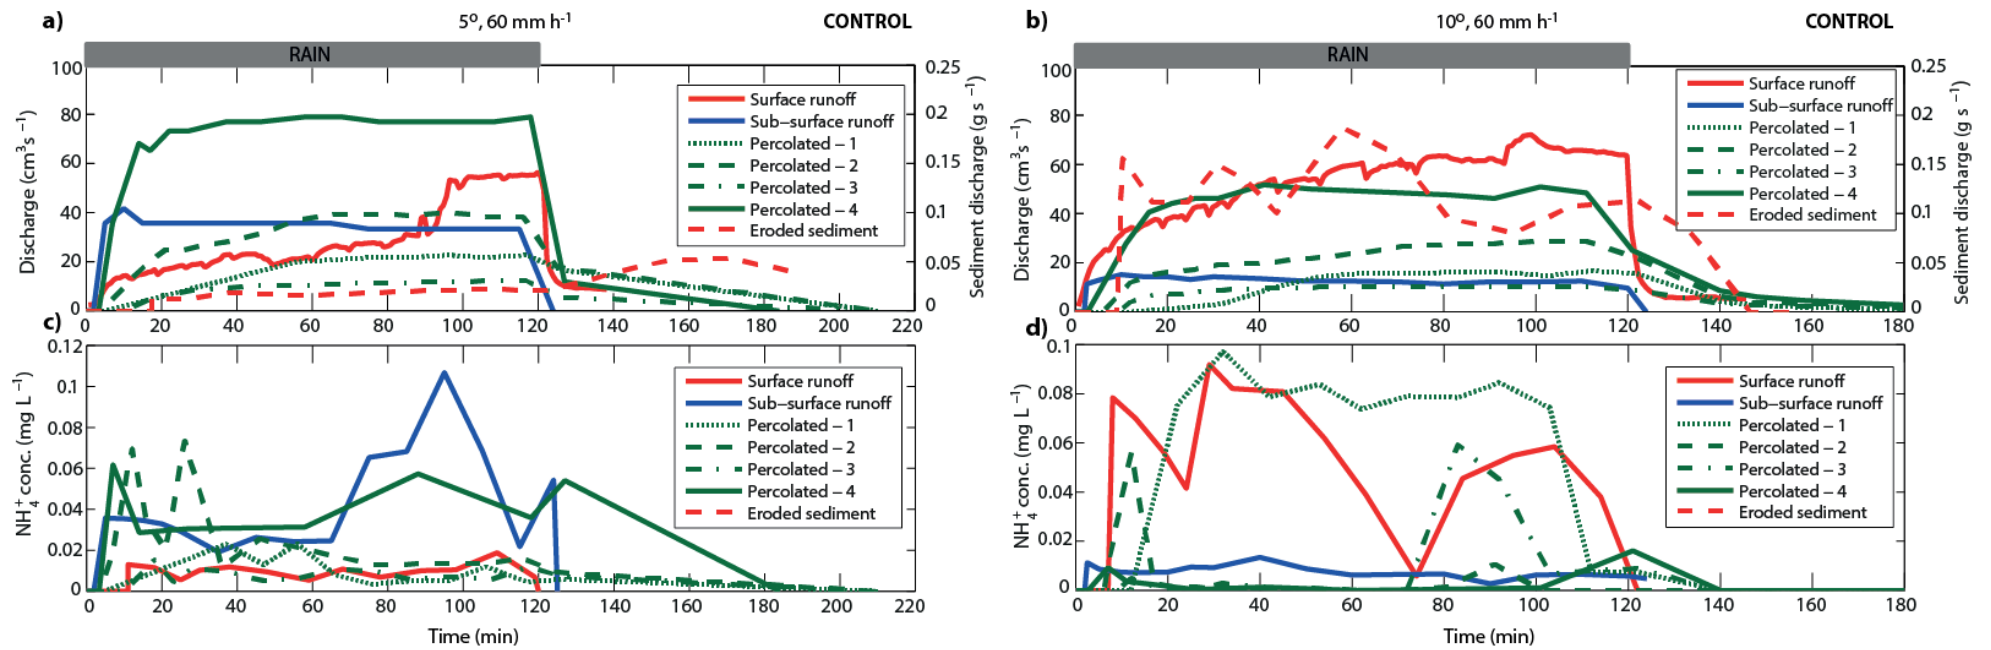 a)
5º, 60 mm h-1
CONTROL
RAIN
100
80
60
40
20
0
Discharge (cm3s −1)
0.25
0.2
0.15
0.1
0.05
0
Sediment discharge (g s −1)
Surface runoff
Sub−surface runoff
Percolated − 1
Percolated − 2
Percolated − 3
Percolated − 4
Eroded sediment
0 20 40 60 80 100 120 140 160 180 200 220
b)
10º, 60 mm h-1
CONTROL
RAIN
100
80
60
40
20
0
Discharge (cm3s −1)
0.25
0.2
0.15
0.1
0.05
0
Sediment discharge (g s −1)
Surface runoff
Sub−surface runoff
Percolated − 1
Percolated − 2
Percolated − 3
Percolated − 4
Eroded sediment
0 20 40 60 80 100 120 140 160 180
c)
0.12
0.1
0.08
0.06
0.04
0.02
0
NH4+ conc. (mg L −1)
Surface runoff
Sub−surface runoff
Percolated − 1
Percolated − 2
Percolated − 3
Percolated − 4
Eroded sediment
0 20 40 60 80 100 120 140 160 180 200 220
Time (min)
d)
0.1
0.08
0.06
0.04
0.02
0
NH4+ conc. (mg L −1)
Surface runoff
Sub−surface runoff
Percolated − 1
Percolated − 2
Percolated − 3
Percolated − 4
Eroded sediment
0 20 40 60 80 100 120 140 160 180
Time (min)